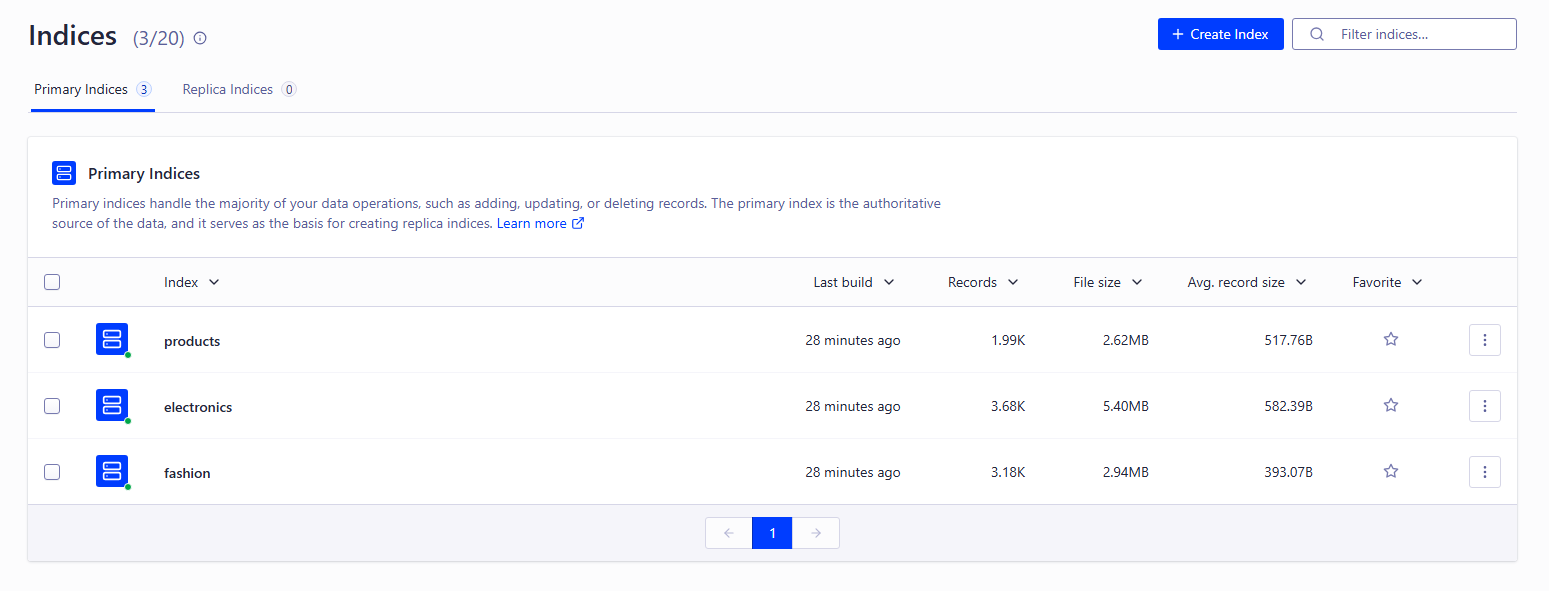 Indices (3/20)
+ Create Index
Filter indices...
Primary Indices 3
Replica Indices 0
Primary Indices
Primary indices handle the majority of your data operations, such as adding, updating, or deleting records. The primary index is the authoritative
source of the data, and it serves as the basis for creating replica indices. Learn more
Index Last build Records File size Avg. record size Favorite
products 28 minutes ago 1.99K 2.62MB 517.76B
electronics 28 minutes ago 3.68K 5.40MB 582.39B
fashion 28 minutes ago 3.18K 2.94MB 393.07B
1